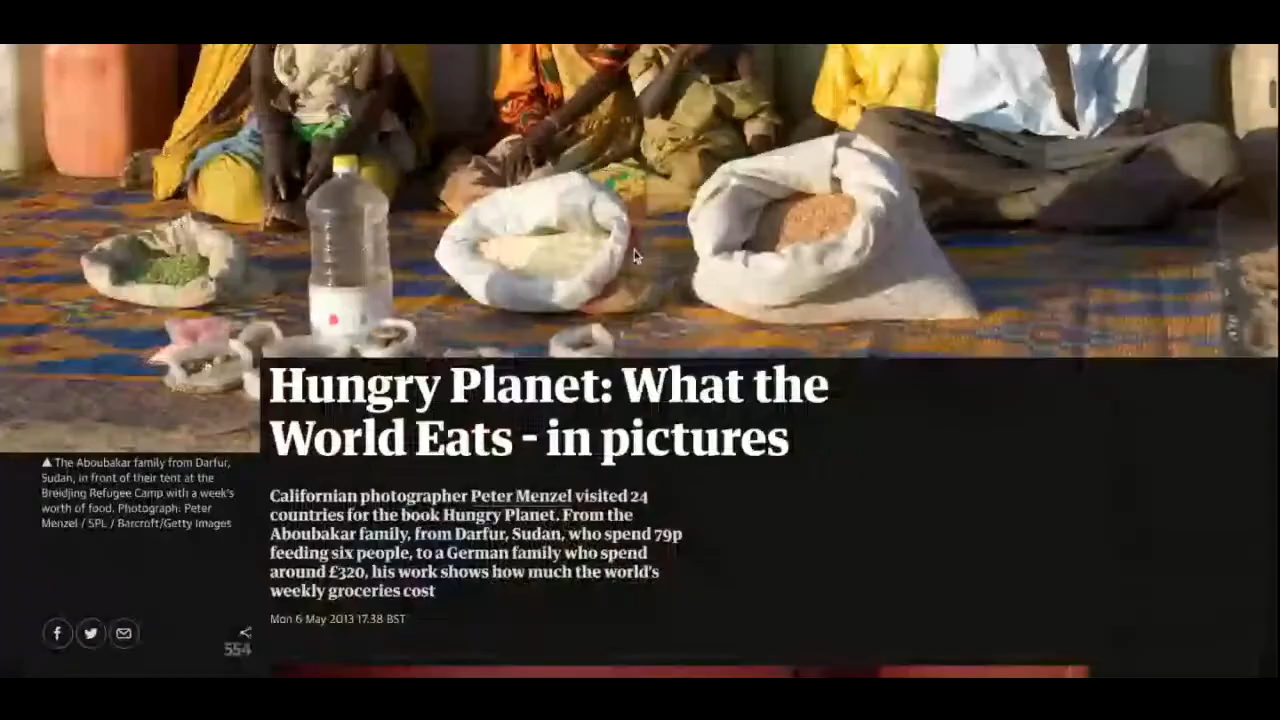 Hungry Planet: What the
World Eats - in pictures
▲ The Aboubakar family from Darfur,
Sudan, in front of their tent at the
Breidjing Refugee Camp with a week's
worth of food. Photograph: Peter
Menzel / SPL / Barcroft/Getty Images
Californian photographer Peter Menzel visited 24
countries for the book Hungry Planet. From the
Aboubakar family, from Darfur, Sudan, who spend 79p
feeding six people, to a German family who spend
around £320, his work shows how much the world's
weekly groceries cost
Mon 6 May 2013 17.38 BST
554